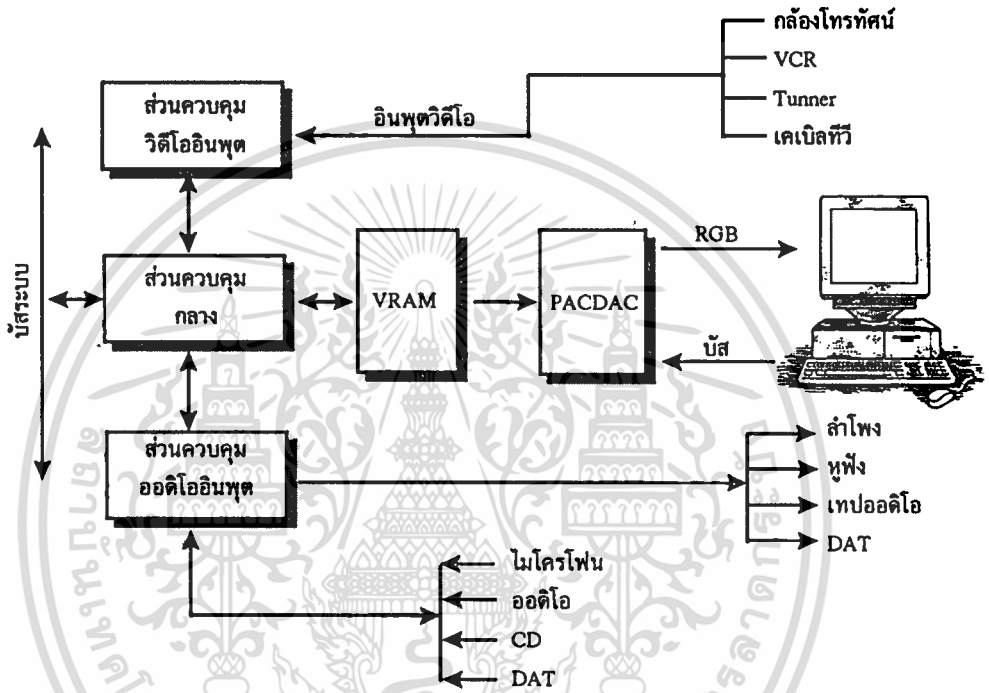 กล้องโทรทัศน์
VCR
Tunner
เคเบิลทีวี
อินพุตวิดีโอ
ส่วนควบคุม
วิดีโออินพุต
บัสระบบ
ส่วนควบคุม
กลาง
VRAM
PACDAC
RGB
บัส
ส่วนควบคุม
ออดิโออินพุต
ลำโพง
หูฟัง
เทปออดิโอ
DAT
ไมโครโฟน
ออดิโอ
CD
DAT